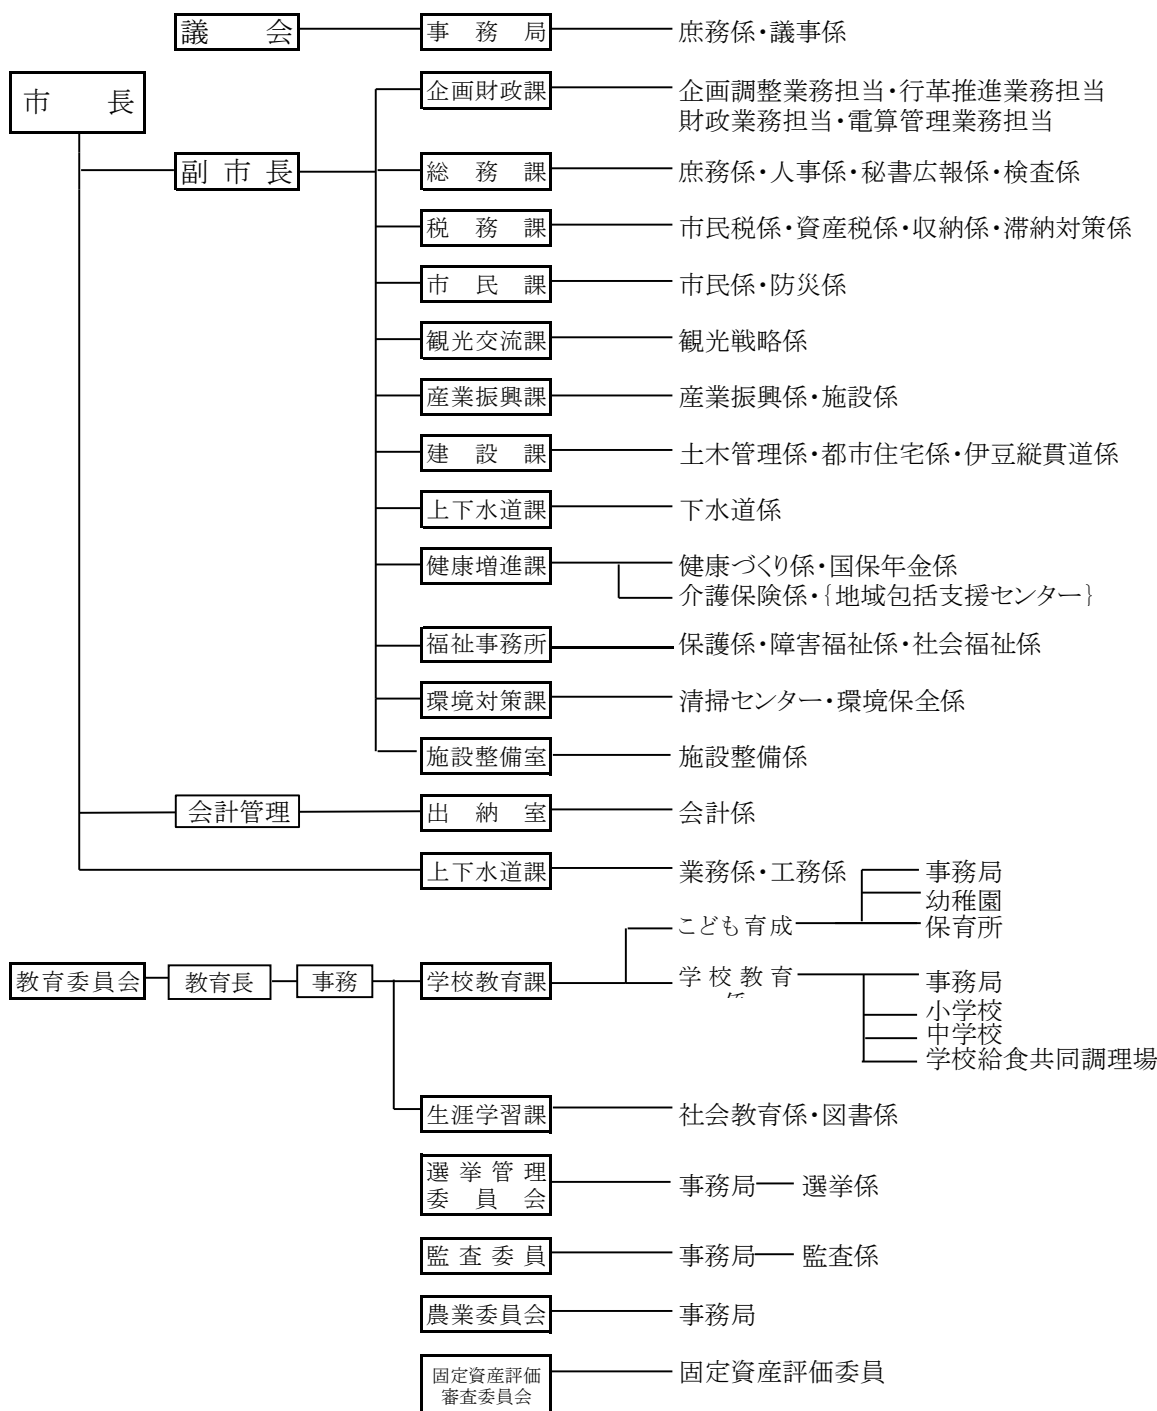 議会 事務局 庶務係・議事係
市長
企画財政課 企画調整業務担当・行革推進業務担当
財政業務担当・電算管理業務担当
副市長 総務課 庶務係・人事係・秘書広報係・検査係
税務課 市民税係・資産税係・収納係・滞納対策係
市民課 市民係・防災係
観光交流課 観光戦略係
産業振興課 産業振興係・施設係
建設課 土木管理係・都市住宅係・伊豆縦貫道係
上下水道課 下水道係
健康増進課 健康づくり係・国保年金係
介護保険係・{地域包括支援センター}
福祉事務所 保護係・障害福祉係・社会福祉係
環境対策課 清掃センター・環境保全係
施設整備室 施設整備係
会計管理 出納室 会計係
上下水道課 業務係・工務係
事務局
幼稚園
こども育成 保育所
教育委員会 教育長 事務 学校教育課 学校教育 事務局
小学校
中学校
学校給食共同調理場
生涯学習課 社会教育係・図書係
選挙管理
委員会 事務局 選挙係
監査委員 事務局 監査係
農業委員会 事務局
固定資産評価
審査委員会 固定資産評価委員